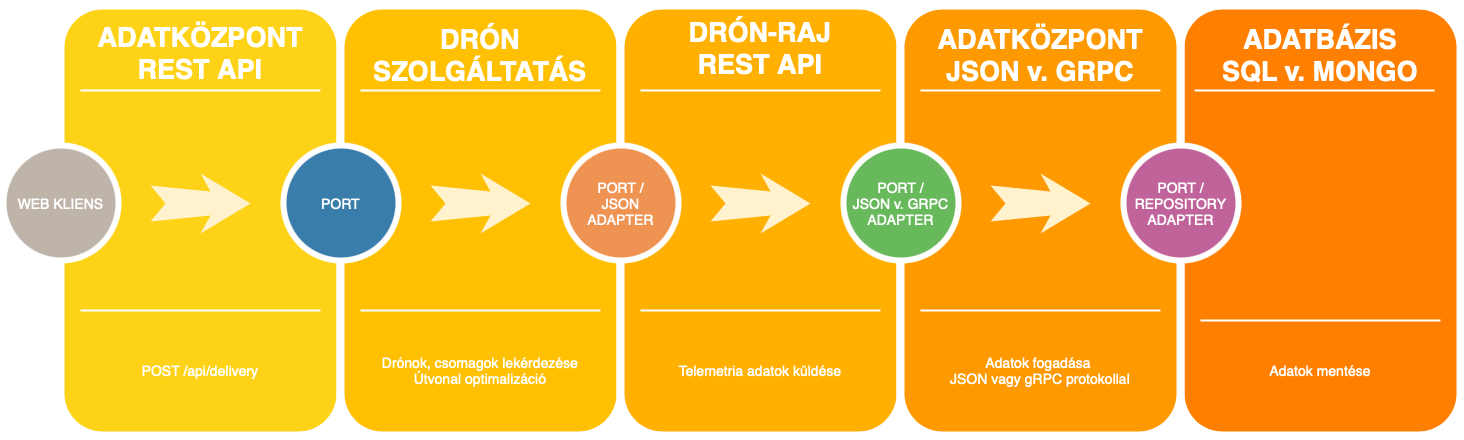 ADATKÖZPONT
REST API
DRÓN
SZOLGÁLTATÁS
DRÓN-RAJ
REST API
ADATKÖZPONT
JSON v. GRPC
ADATBÁZIS
SQL v. MONGO
WEB KLIENS
PORT
PORT /
JSON
ADAPTER
PORT /
JSON v. GRPC
ADAPTER
PORT /
REPOSITORY
ADAPTER
POST /api/delivery
Drónok, csomagok lekérdezése
Útvonal optimalizáció
Telemetria adatok küldése
Adatok fogadása
JSON vagy gRPC protokollal
Adatok mentése